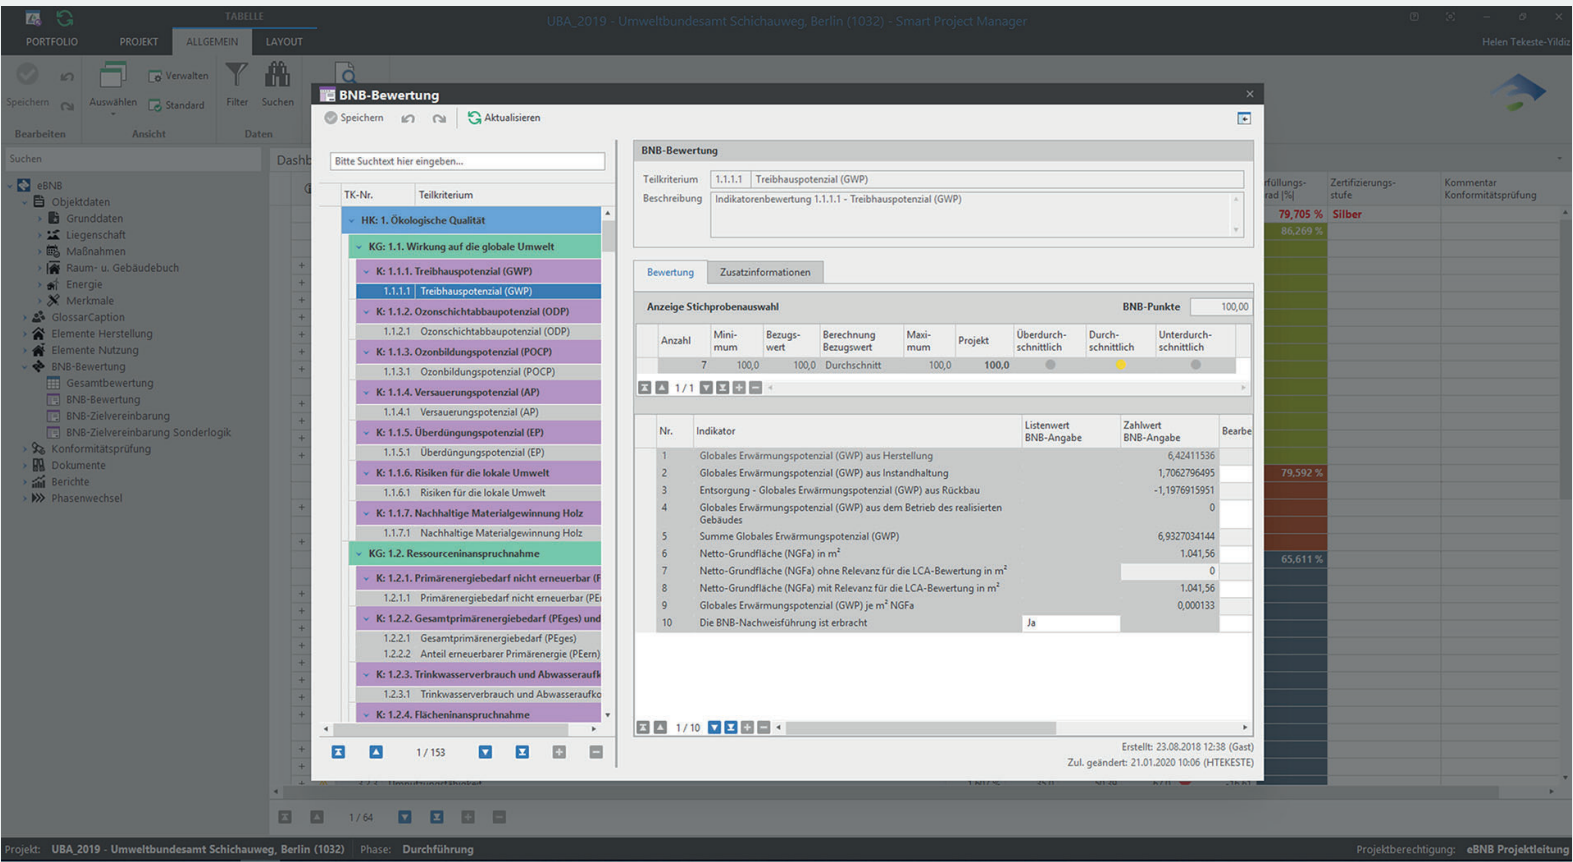 TABELLE
UBA_2019 - Umweltbundesamt Schichauweg, Berlin (1032) - Smart Project Manager
PORTFOLIO PROJEKT ALLGEMEIN LAYOUT
Helen Tekeste-Yildiz
Speichern
Auswählen
Verwalten
Standard
Filter
Suchen
Bearbeiten Ansicht Daten
Suchen
eBNB
Objektdaten
Grunddaten
Liegenschaft
Maßnahmen
Raum- u. Gebäudebuch
Energie
Merkmale
GlossarCaption
Elemente Herstellung
Elemente Nutzung
BNB-Bewertung
Gesamtbewertung
BNB-Bewertung
BNB-Zielvereinbarung
BNB-Zielvereinbarung Sonderlogik
Konformitätsprüfung
Dokumente
Berichte
Phasenwechsel
BNB-Bewertung
Speichern Aktualisieren
Bitte Suchtext hier eingeben...
TK-Nr. Teilkriterium
HK: 1. Ökologische Qualität
KG: 1.1. Wirkung auf die globale Umwelt
K: 1.1.1. Treibhauspotenzial (GWP)
1.1.1.1 Treibhauspotenzial (GWP)
K: 1.1.2. Ozonschichtabbaupotenzial (ODP)
1.1.2.1 Ozonschichtabbaupotenzial (ODP)
K: 1.1.3. Ozonbildungspotenzial (POCP)
1.1.3.1 Ozonbildungspotenzial (POCP)
K: 1.1.4. Versauerungspotenzial (AP)
1.1.4.1 Versauerungspotenzial (AP)
K: 1.1.5. Überdüngungspotenzial (EP)
1.1.5.1 Überdüngungspotenzial (EP)
K: 1.1.6. Risiken für die lokale Umwelt
1.1.6.1 Risiken für die lokale Umwelt
K: 1.1.7. Nachhaltige Materialgewinnung Holz
1.1.7.1 Nachhaltige Materialgewinnung Holz
KG: 1.2. Ressourceninanspruchnahme
K: 1.2.1. Primärenergiebedarf nicht erneuerbar (P
1.2.1.1 Primärenergiebedarf nicht erneuerbar (PEr
K: 1.2.2. Gesamtprimärenergiebedarf (PEges) und
1.2.2.1 Gesamtprimärenergiebedarf (PEges)
1.2.2.2 Anteil erneuerbarer Primärenergie (PEern)
K: 1.2.3. Trinkwasserverbrauch und Abwasseraufk
1.2.3.1 Trinkwasserverbrauch und Abwasseraufko
K: 1.2.4. Flächeninanspruchnahme
1 / 153
BNB-Bewertung
Teilkriterium 1.1.1.1 Treibhauspotenzial (GWP)
Beschreibung Indikatorenbewertung 1.1.1.1 - Treibhauspotenzial (GWP)
Bewertung Zusatzinformationen
Anzeige Stichprobenauswahl BNB-Punkte 100,00
Anzahl Mini- Bezugs- Berechnung Maxi- Projekt Überdurch- Durch- Unterdurch-
mum wert Bezugswert mum schnittlich schnittlich schnittlich
7 100,0 100,0 Durchschnitt 100,0 100,0
1 / 1
Nr. Indikator Listenwert Zahlwert Bearbe
BNB-Angabe BNB-Angabe
1 Globales Erwärmungspotenzial (GWP) aus Herstellung 6,42411536
2 Globales Erwärmungspotenzial (GWP) aus Instandhaltung 1,7062796495
3 Entsorgung - Globales Erwärmungspotenzial (GWP) aus Rückbau -1,1976915951
4 Globales Erwärmungspotenzial (GWP) aus dem Betrieb des realisierten 0
Gebäudes
5 Summe Globales Erwärmungspotenzial (GWP) 6,9327034144
6 Netto-Grundfläche (NGFa) in m² 1.041,56
7 Netto-Grundfläche (NGFa) ohne Relevanz für die LCA-Bewertung in m² 0
8 Netto-Grundfläche (NGFa) mit Relevanz für die LCA-Bewertung in m² 1.041,56
9 Globales Erwärmungspotenzial (GWP) je m² NGFa 0,000133
10 Die BNB-Nachweisführung ist erbracht Ja
1 / 10
Erstellt: 23.08.2018 12:38 (Gast)
Zul. geändert: 21.01.2020 10:06 (HTEKESTE)
Dashb
rfüllungs- Zertifizierungs- Kommentar
rad [%] stufe Konformitätsprüfung
79,705 % Silber
86,269 %
79,592 %
65,611 %
1 / 64
Projekt: UBA_2019 - Umweltbundesamt Schichauweg, Berlin (1032) Phase: Durchführung
Projektberechtigung: eBNB Projektleitung